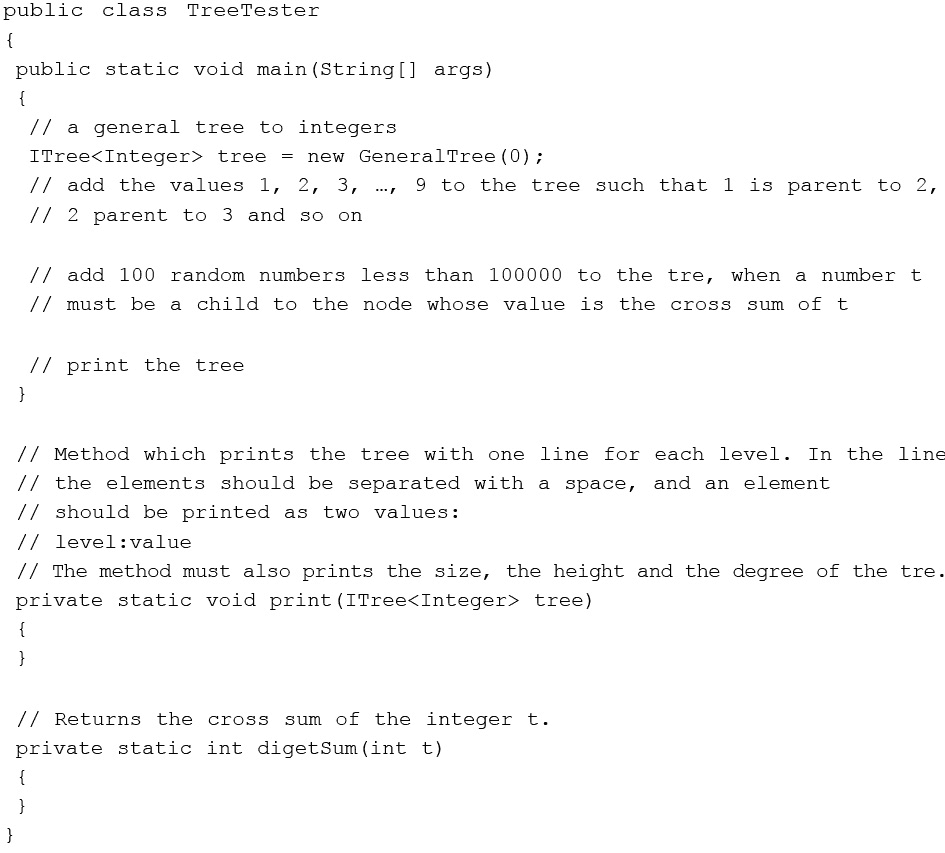 public class TreeTester
{
public static void main(String[] args)
{
// a general tree to integers
ITree<Integer> tree = new GeneralTree(0);
// add the values 1, 2, 3, …, 9 to the tree such that 1 is parent to 2,
// 2 parent to 3 and so on
// add 100 random numbers less than 100000 to the tre, when a number t
// must be a child to the node whose value is the cross sum of t
// print the tree
}
// Method which prints the tree with one line for each level. In the line
// the elements should be separated with a space, and an element
// should be printed as two values:
// level:value
// The method must also prints the size, the height and the degree of the tre.
private static void print(ITree<Integer> tree)
{
}
// Returns the cross sum of the integer t.
private static int digetSum(int t)
{
}
}